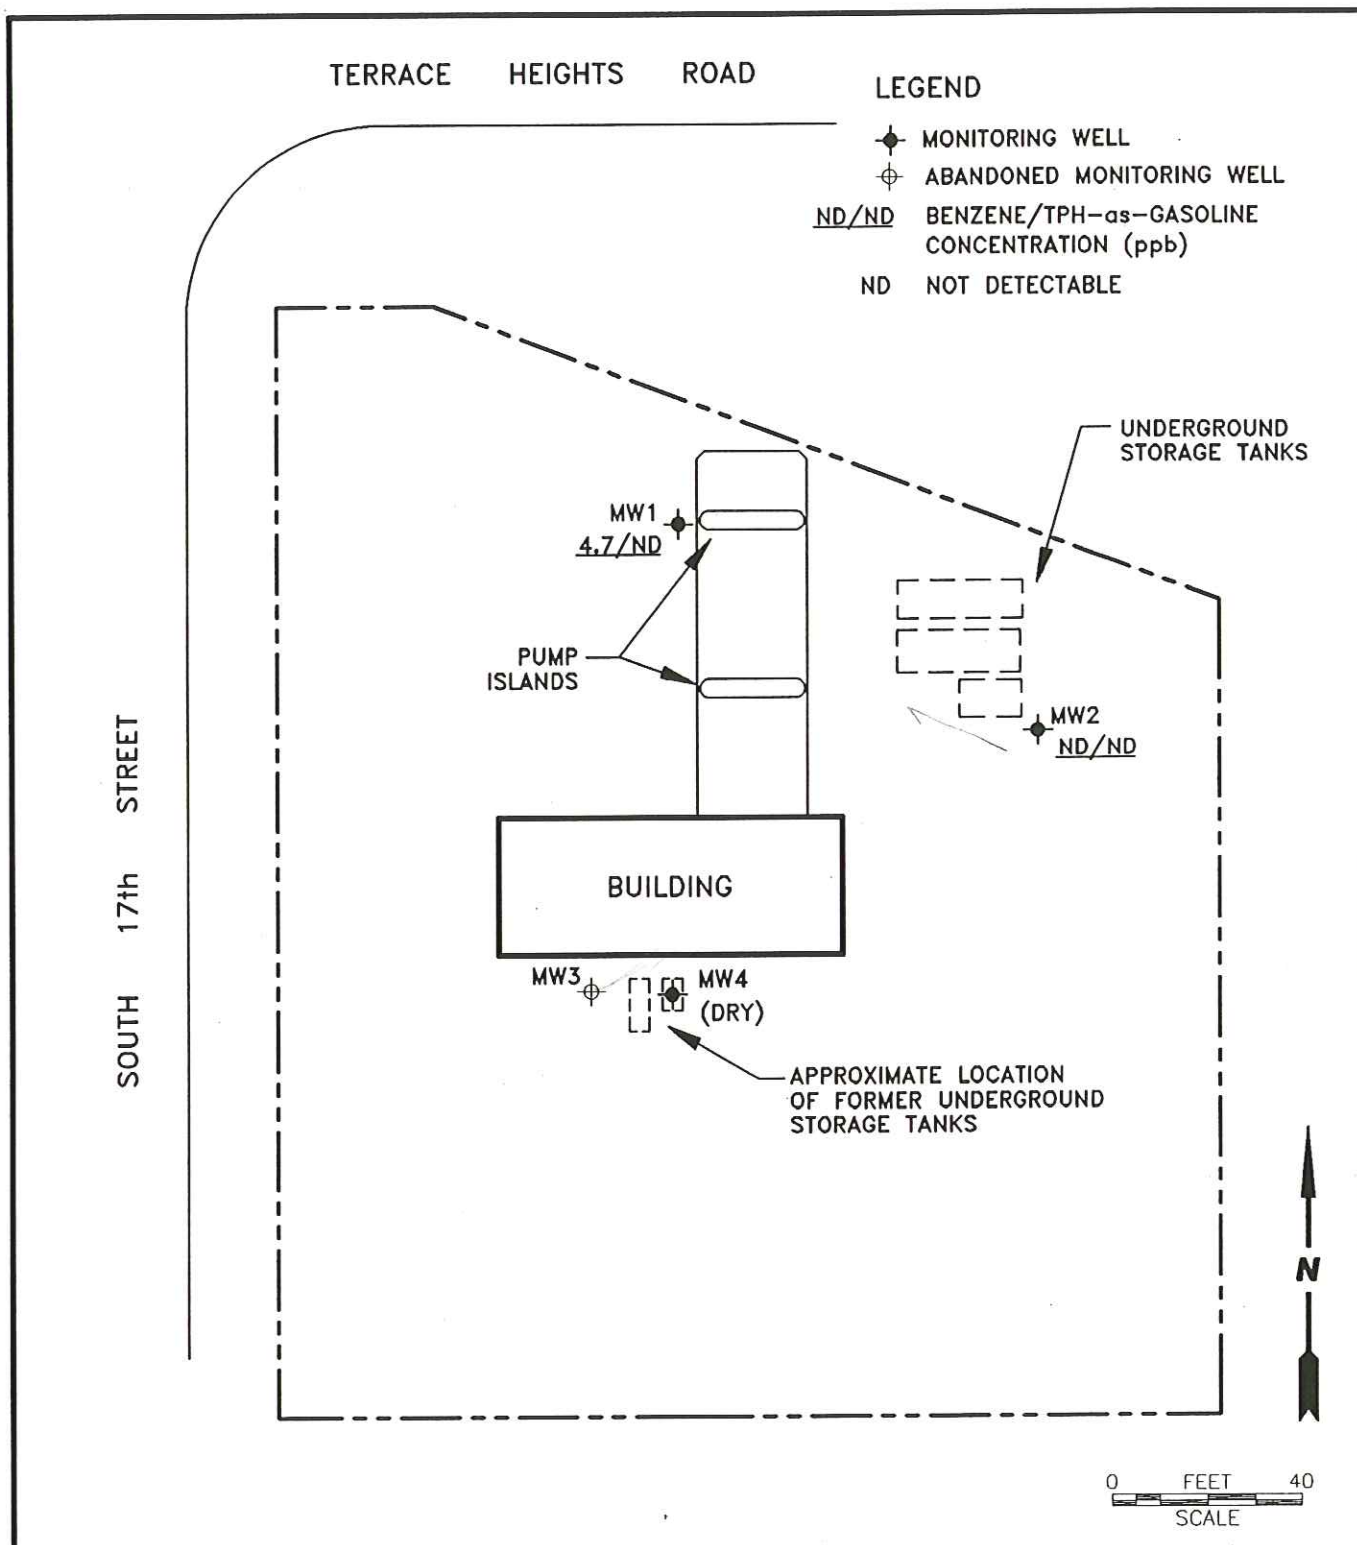 TERRACE HEIGHTS ROAD
LEGEND
MONITORING WELL
ABANDONED MONITORING WELL
ND/ND BENZENE/TPH-as-GASOLINE
CONCENTRATION (ppb)
ND NOT DETECTABLE
UNDERGROUND
STORAGE TANKS
MW1
4.7/ND
PUMP
ISLANDS
MW2
ND/ND
SOUTH 17th STREET
BUILDING
MW3
MW4
(DRY)
APPROXIMATE LOCATION
OF FORMER UNDERGROUND
STORAGE TANKS
N
0 FEET 40
SCALE